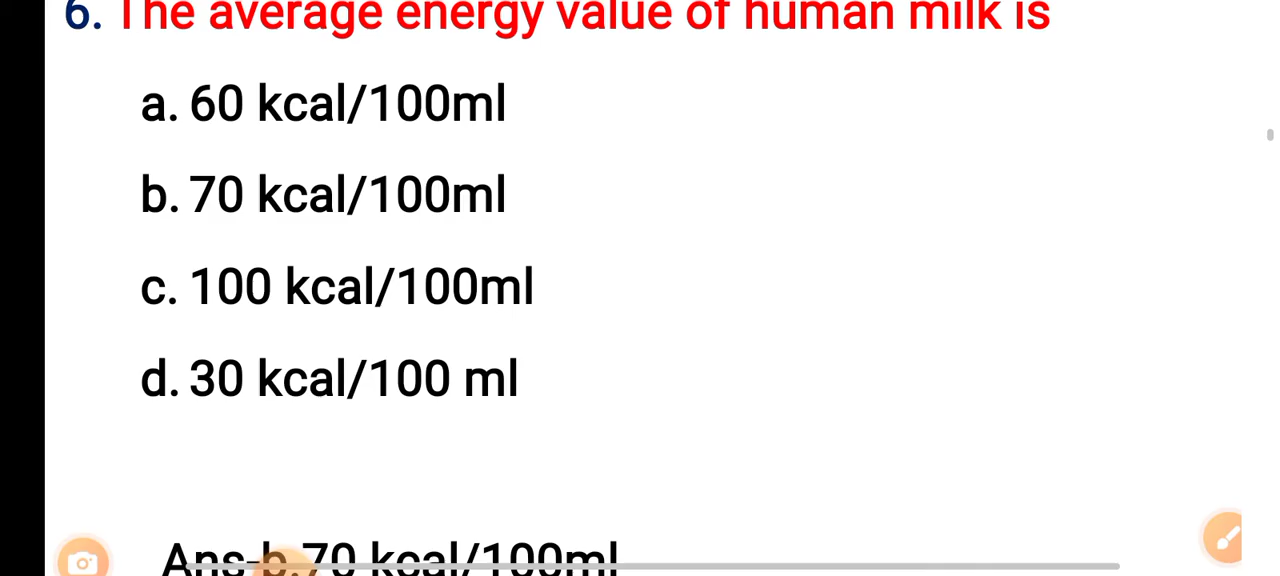 6. The average energy value of human milk is
a. 60 kcal/100ml
b. 70 kcal/100ml
c. 100 kcal/100ml
d. 30 kcal/100 ml
Ans-b.70 kcal/100ml